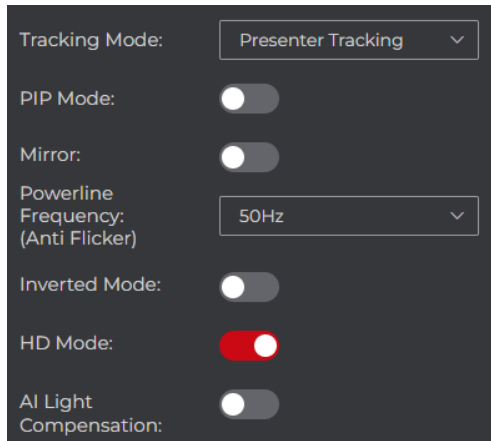 Tracking Mode: Presenter Tracking
PIP Mode:
Mirror:
Powerline
Frequency: 50Hz
(Anti Flicker)
Inverted Mode:
HD Mode:
AI Light
Compensation: